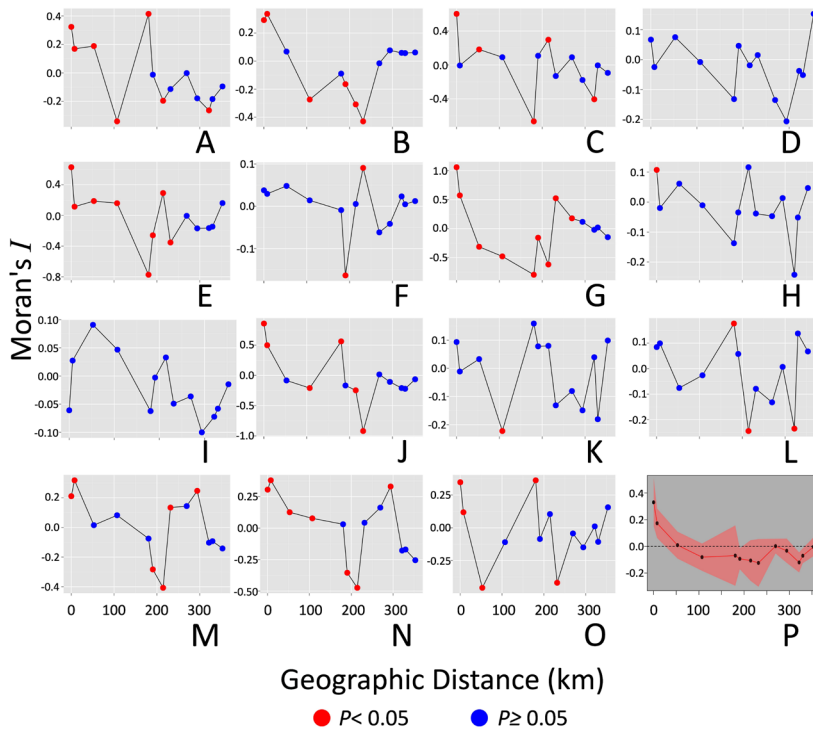 Moran's I
0.4
0.2
0.0
-0.2
A
0.2
0.0
-0.2
-0.4
B
0.4
0.0
-0.4
C
0.1
0.0
-0.1
-0.2
D
0.4
0.0
-0.4
-0.8
E
0.1
0.0
0.1
F
1.0
0.5
0.0
-0.5
G
0.1
0.0
-0.1
-0.2
H
0.10
0.05
0.00
-0.05
-0.10
I
0.5
0.0
-0.5
-1.0
J
0.1
0.0
-0.1
-0.2
K
0.1
0.0
-0.1
-0.2
L
0.2
0.0
-0.2
-0.4
0 100 200 300
M
0.25
0.00
-0.25
-0.50
0 100 200 300
N
0.25
0.00
-0.25
0 100 200 300
O
0.4
0.2
0.0
-0.2
0 100 200 300
P
Geographic Distance (km)
P< 0.05 P≥ 0.05